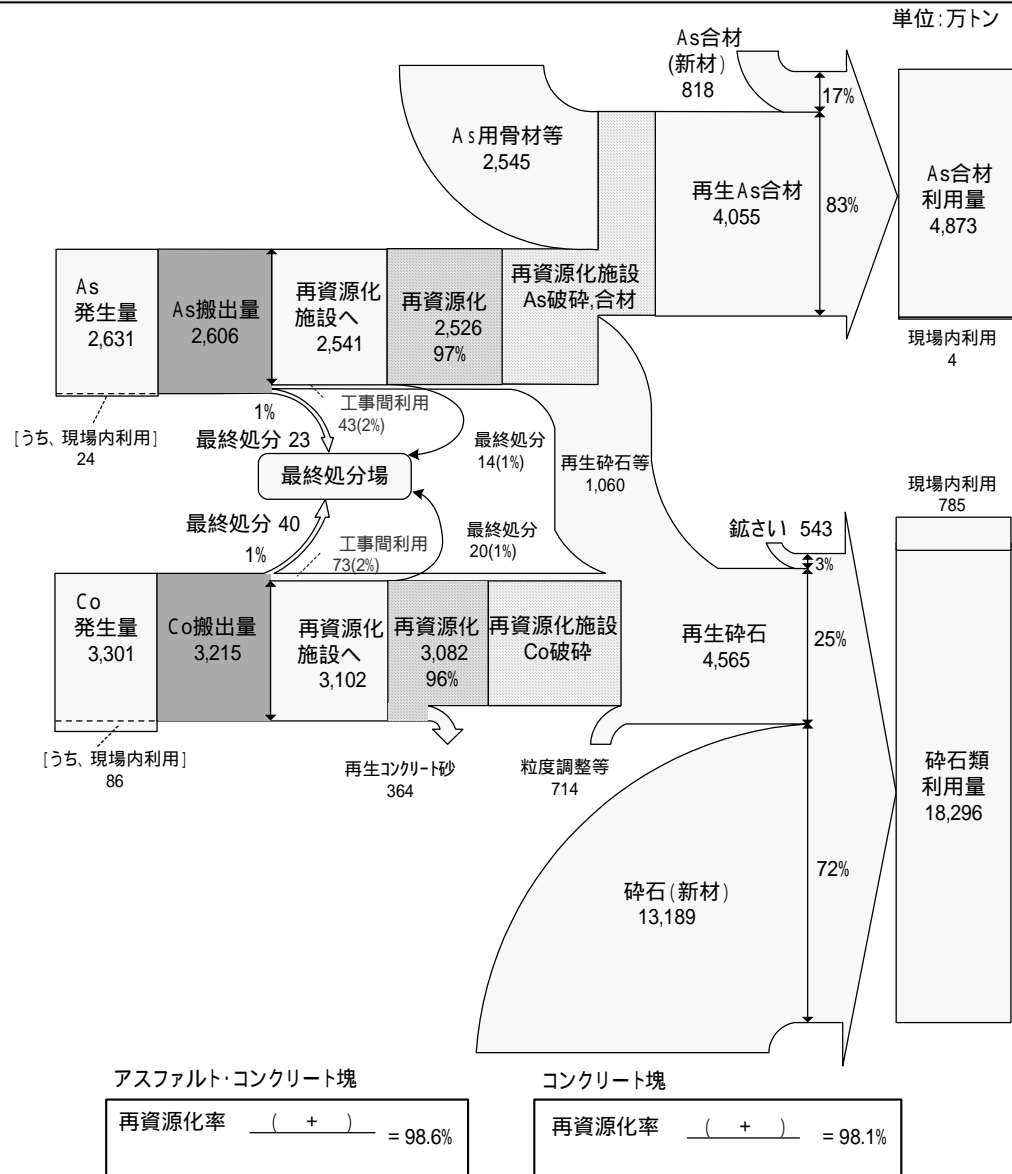 単位:万トン
As合材
(新材)
818
17%
As用骨材等
2,545
再生As合材
4,055
83%
As合材
利用量
4,873
現場内利用
4
As
発生量
2,631
As搬出量
2,606
再資源化
施設へ
2,541
再資源化
2,526
97%
再資源化施設
As破砕,合材
[うち、現場内利用]
24
1%
最終処分 23
工事間利用
43(2%)
最終処分
14(1%)
再生砕石等
1,060
最終処分場
最終処分 40
1%
工事間利用
73(2%)
最終処分
20(1%)
鉱さい 543
3%
現場内利用
785
Co
発生量
3,301
Co搬出量
3,215
再資源化
施設へ
3,102
再資源化
3,082
96%
再資源化施設
Co破砕
再生砕石
4,565
25%
[うち、現場内利用]
86
再生コンクリート砂
364
粒度調整等
714
砕石類
利用量
18,296
72%
砕石(新材)
13,189
アスファルト・コンクリート塊
再資源化率 ( + ) = 98.6%
コンクリート塊
再資源化率 ( + ) = 98.1%